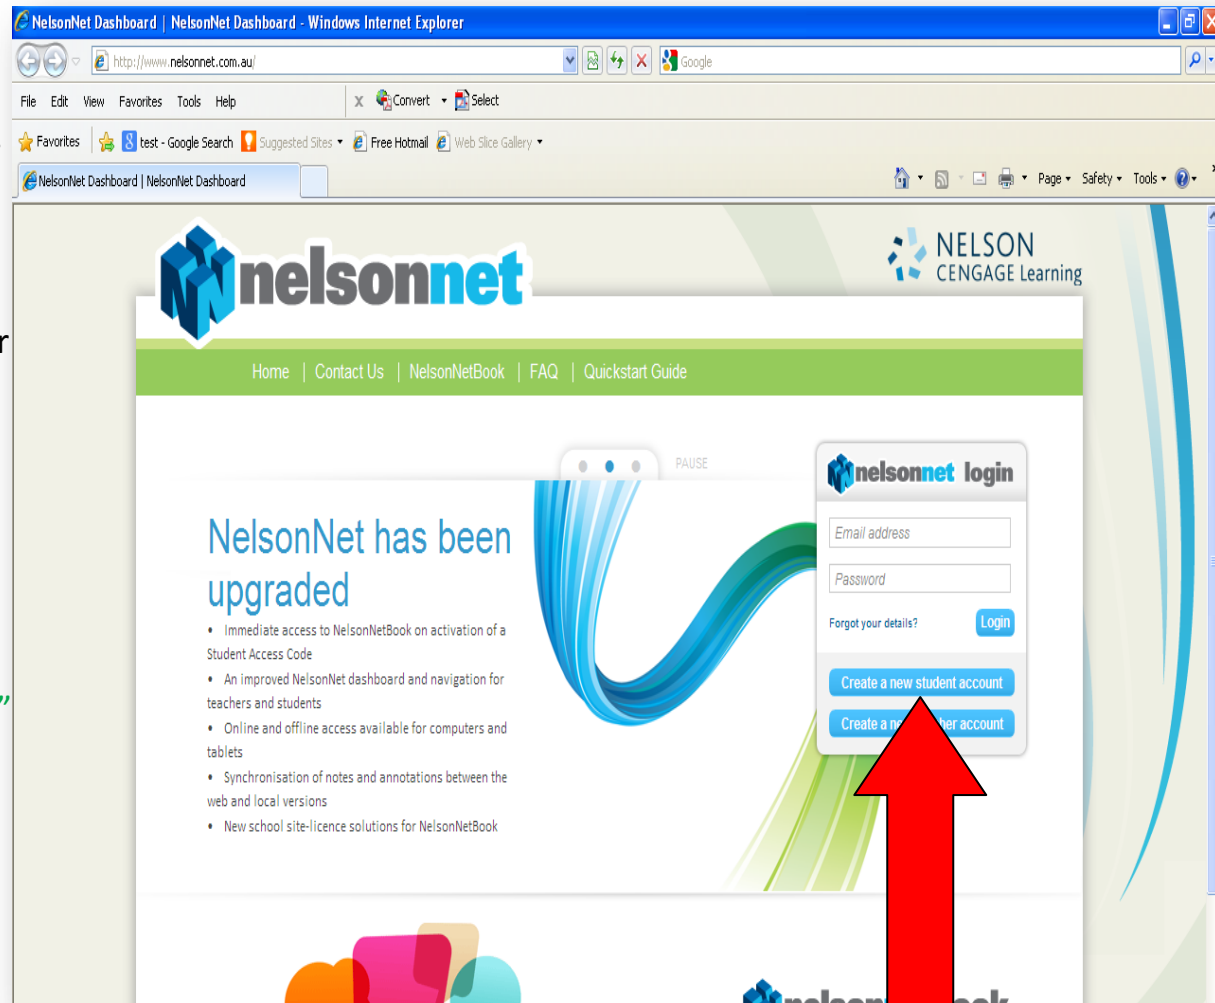 NelsonNet Dashboard | NelsonNet Dashboard - Windows Internet Explorer
http://www.nelsonnet.com.au/
Google
File Edit View Favorites Tools Help
x Convert Select
Favorites test - Google Search Suggested Sites Free Hotmail Web Slice Gallery
NelsonNet Dashboard | NelsonNet Dashboard
Page Safety Tools
nelsonnet
NELSON
CENGAGE Learning
r
Home | Contact Us | NelsonNetBook | FAQ | Quickstart Guide
PAUSE
nelsonnet login
Email address
Password
Forgot your details? Login
Create a new student account
Create a ne her account
NelsonNet has been
upgraded
• Immediate access to NelsonNetBook on activation of a
Student Access Code
• An improved NelsonNet dashboard and navigation for
teachers and students
• Online and offline access available for computers and
tablets
• Synchronisation of notes and annotations between the
web and local versions
• New school site-licence solutions for NelsonNetBook
”